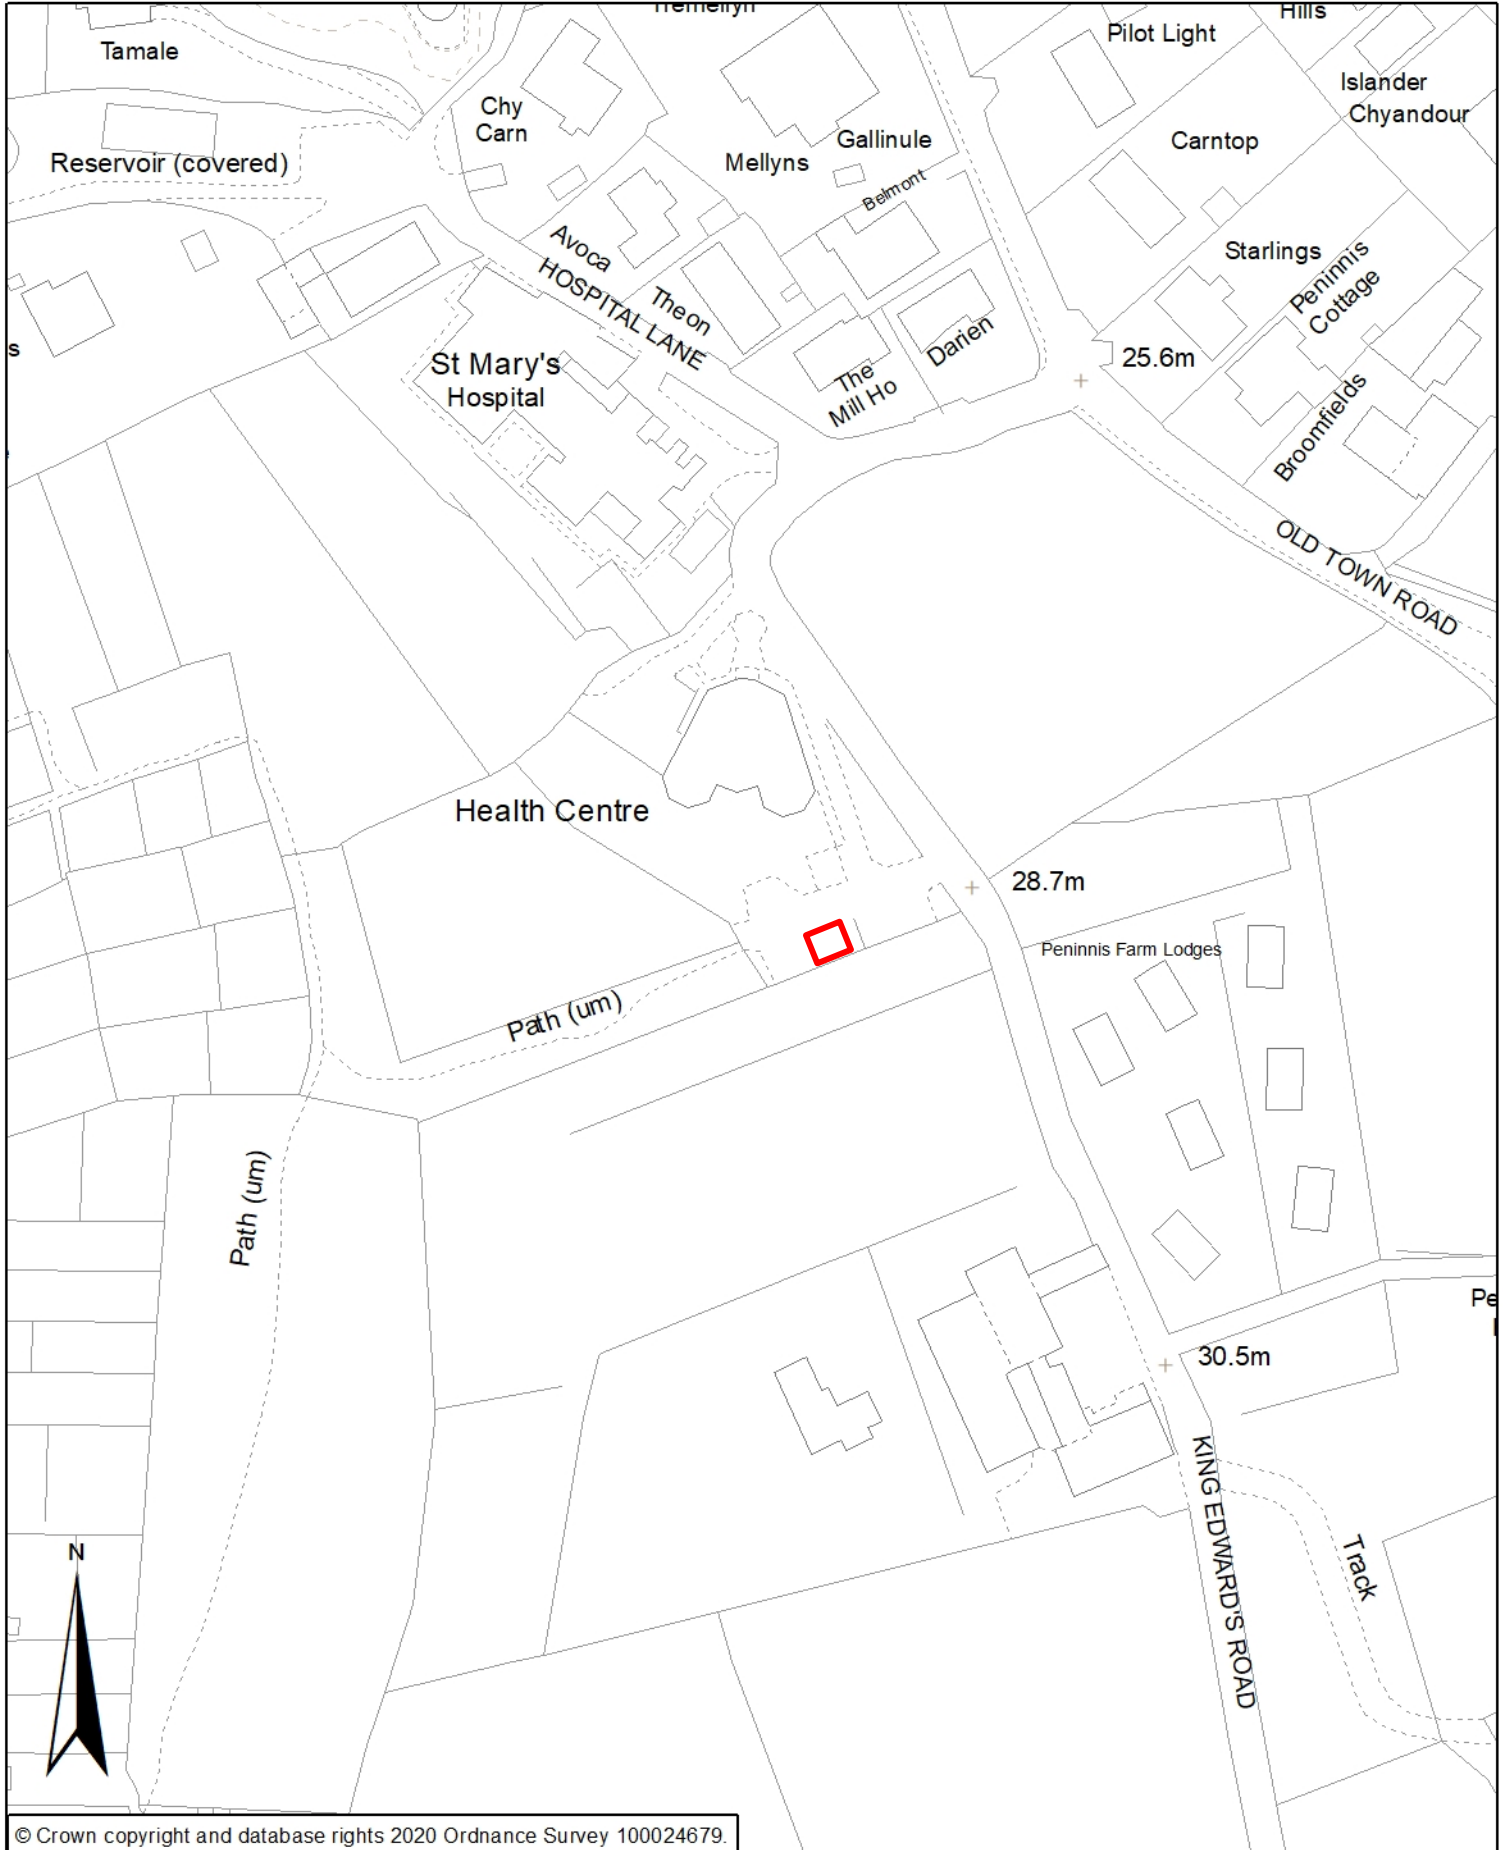 Tremellyn
Hills
Pilot Light
Tamale
Islander
Chy
Carn
Chyandour
Gallinule
Carntop
Mellyns
Reservoir (covered)
Belmont
Avoca
Starlings
Peninnis
Cottage
HOSPITAL LANE
Theon
Darien
s
25.6m
St Mary's
Hospital
The
Mill Ho
Broomfields
OLD TOWN ROAD
Health Centre
28.7m
Peninnis Farm Lodges
Path (um)
Path (um)
Pe
30.5m
KING EDWARD'S ROAD
Track
N
© Crown copyright and database rights 2020 Ordnance Survey 100024679.